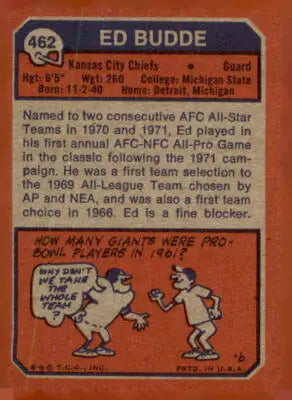 462
ED BUDDE
Kansas City Chiefs • Guard
Hgt: 6'5" Wgt: 260 College: Michigan State
Born: 11-2-40 Home: Detroit, Michigan
Named to two consecutive AFC All-Star
Teams in 1970 and 1971, Ed played in
his first annual AFC-NFC All-Pro Game
in the classic following the 1971 cam-
paign. He was a first team selection
to the 1969 All-League Team chosen by
AP and NEA, and was also a first team
choice in 1966. Ed is a fine blocker.
HOW MANY GIANTS WERE PRO-
BOWL PLAYERS IN 1961?
WHY DON'T
WE TAKE
THE
WHOLE
TEAM
?
*6
★★© T.C.G., INC. PRTD. IN U.S.A.